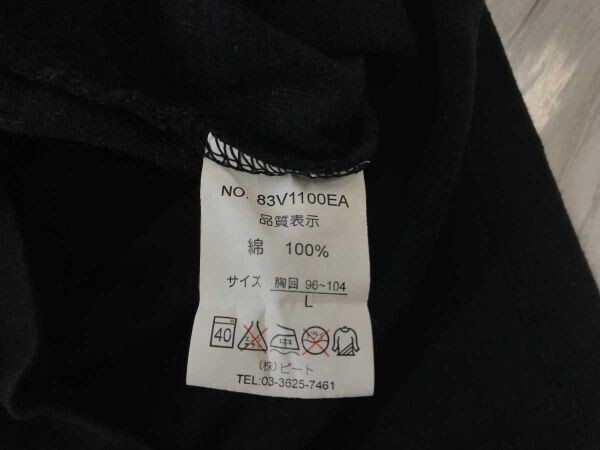 NO. 83V1100EA
品質表示
綿 100%
サイズ 胸囲 96~104
L
40 中
(株)ビート
TEL:03-3625-7461